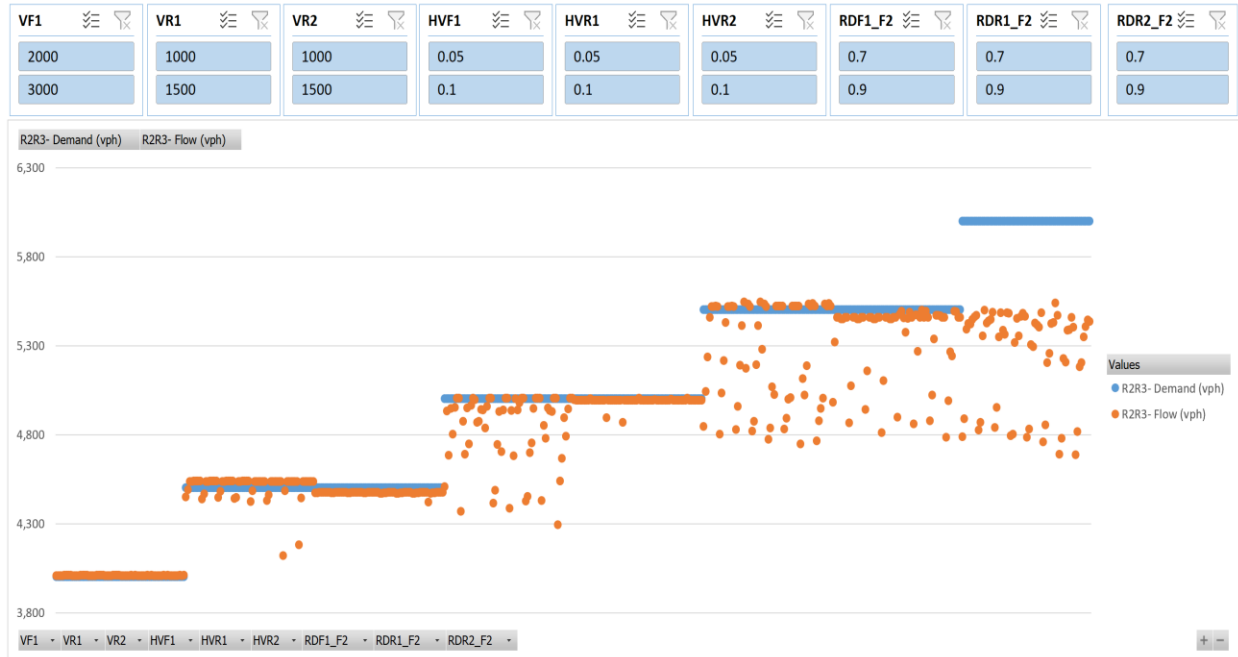 VF1 VR1 VR2 HVF1 HVR1 HVR2 RDF1_F2 RDR1_F2 RDR2_F2
2000 1000 1000 0.05 0.05 0.05 0.7 0.7 0.7
3000 1500 1500 0.1 0.1 0.1 0.9 0.9 0.9
R2R3- Demand (vph) R2R3- Flow (vph)
6,300
5,800
5,300
Values
R2R3- Demand (vph)
R2R3- Flow (vph)
4,800
4,300
3,800
VF1 VR1 VR2 HVF1 HVR1 HVR2 RDF1_F2 RDR1_F2 RDR2_F2 + −